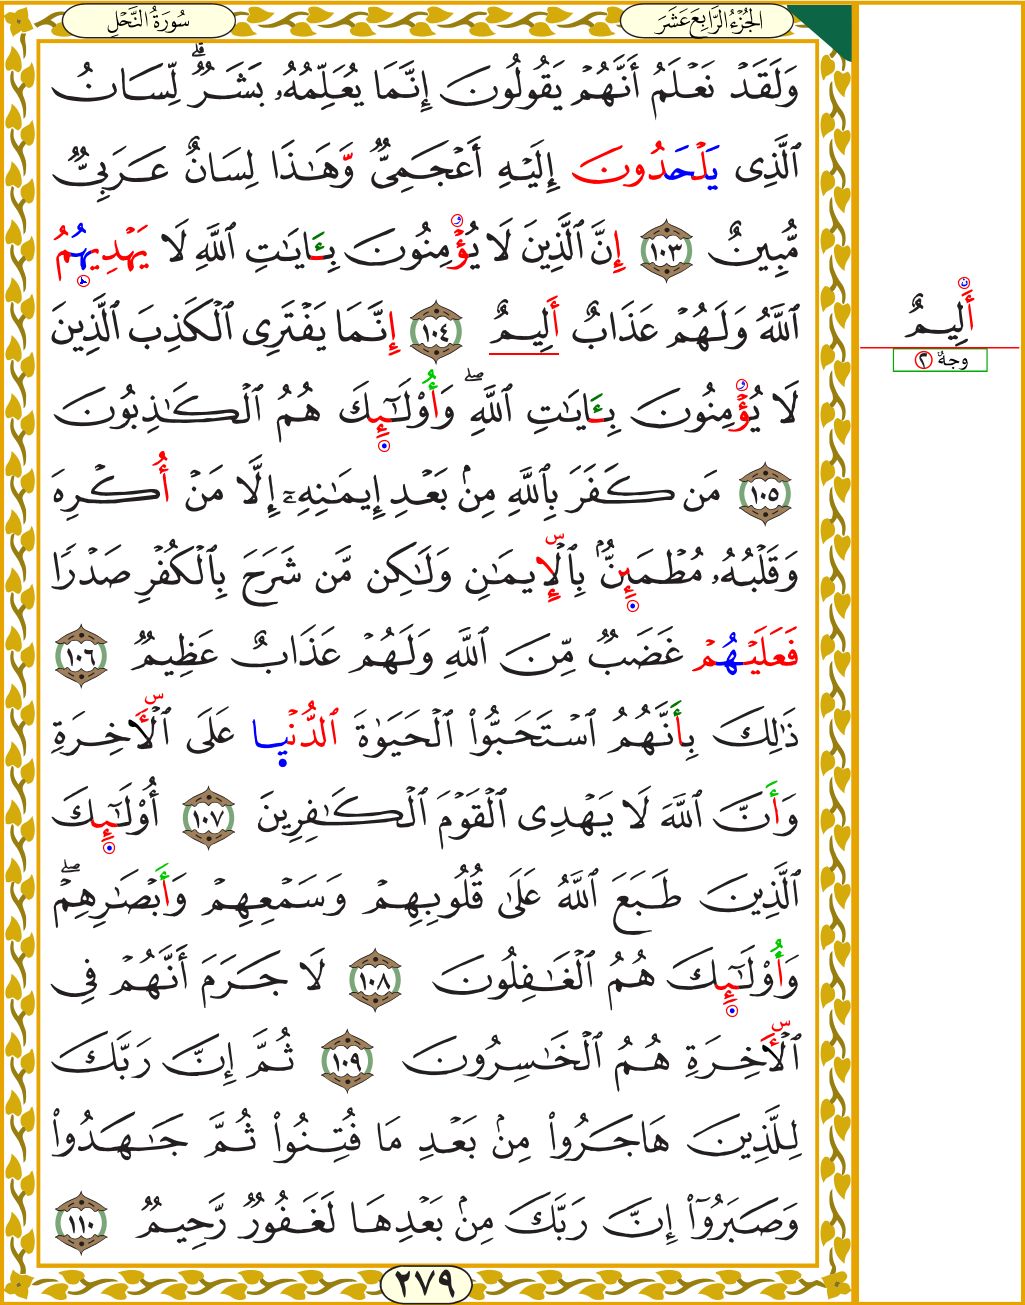 سُورَةُ النَّحْلِ
الجُزْءُ الرَّابِعَ عَشَرَ
وَلَقَدْ نَعْلَمُ أَنَّهُمْ يَقُولُونَ إِنَّمَا يُعَلِّمُهُۥ بَشَرٌۗ لِّسَانُ
ٱلَّذِى يَلْحَدُونَ إِلَيْهِ أَعْجَمِىٌّ وَّهَـٰذَا لِسَانٌ عَرَبِىٌّ
مُّبِينٌ ١٠٣ إِنَّ ٱلَّذِينَ لَا يُؤْمِنُونَ بِـَٔايَـٰتِ ٱللَّهِ لَا يَهْدِيهُمُ
ٱللَّهُ وَلَهُمْ عَذَابٌ أَلِيمٌ ١٠٤ إِنَّمَا يَفْتَرِى ٱلْكَذِبَ ٱلَّذِينَ
أَلِيمٌ
وجهٌ ٢
لَا يُؤْمِنُونَ بِـَٔايَـٰتِ ٱللَّهِۖ وَأُوْلَـٰٓئِكَ هُمُ ٱلْكَـٰذِبُونَ
١٠٥ مَن كَفَرَ بِٱللَّهِ مِنۢ بَعْدِ إِيمَـٰنِهِۦٓ إِلَّا مَنْ أُكْرِهَ
وَقَلْبُهُۥ مُطْمَئِنٌّۢ بِٱلْإِيمَـٰنِ وَلَـٰكِن مَّن شَرَحَ بِٱلْكُفْرِ صَدْرًا
فَعَلَيْهُمْ غَضَبٌ مِّنَ ٱللَّهِ وَلَهُمْ عَذَابٌ عَظِيمٌ ١٠٦
ذَٰلِكَ بِأَنَّهُمُ ٱسْتَحَبُّوا۟ ٱلْحَيَوٰةَ ٱلدُّنْيـا عَلَى ٱلْأَخِرَةِ
وَأَنَّ ٱللَّهَ لَا يَهْدِى ٱلْقَوْمَ ٱلْكَـٰفِرِينَ ١٠٧ أُوْلَـٰٓئِكَ
ٱلَّذِينَ طَبَعَ ٱللَّهُ عَلَىٰ قُلُوبِهِمْ وَسَمْعِهِمْ وَأَبْصَـٰرِهِمْۖ
وَأُوْلَـٰٓئِكَ هُمُ ٱلْغَـٰفِلُونَ ١٠٨ لَا جَرَمَ أَنَّهُمْ فِى
ٱلْأَخِرَةِ هُمُ ٱلْخَـٰسِرُونَ ١٠٩ ثُمَّ إِنَّ رَبَّكَ
لِلَّذِينَ هَاجَرُوا۟ مِنۢ بَعْدِ مَا فُتِنُوا۟ ثُمَّ جَـٰهَدُوا۟
وَصَبَرُوٓا۟ إِنَّ رَبَّكَ مِنۢ بَعْدِهَا لَغَفُورٌ رَّحِيمٌ ١١٠
٢٧٩